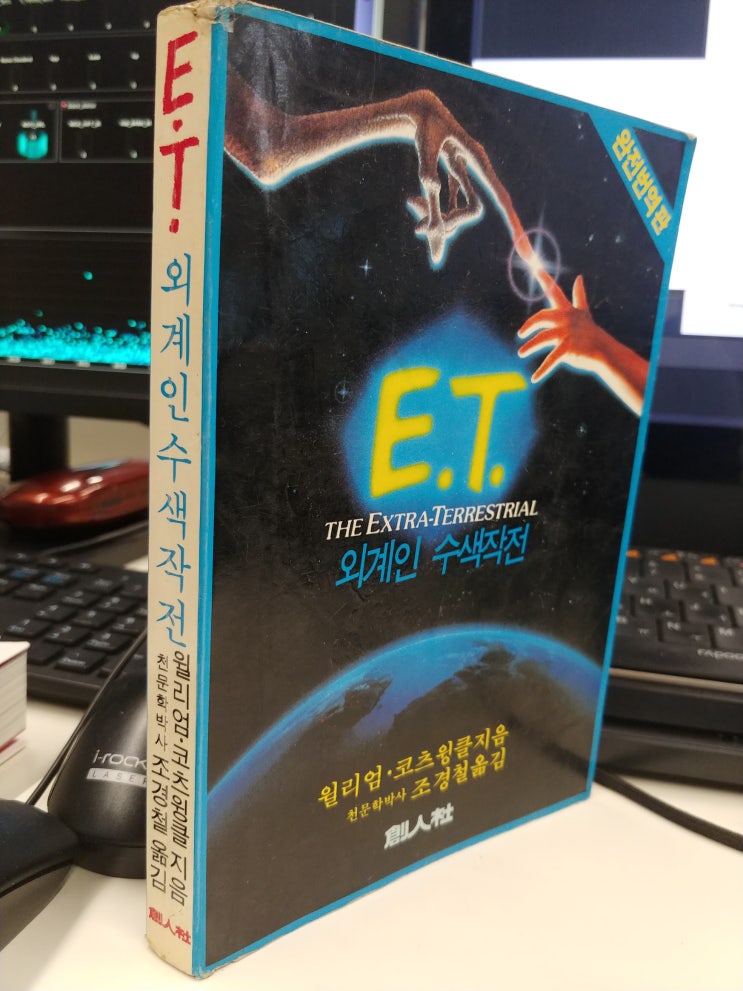 E.T.
외계인수색작전
윌리엄·코츠윙클 지음
천문학박사 조경철 옮김
創人社
완전번역판
E.T.
THE EXTRA-TERRESTRIAL
외계인 수색작전
윌리엄·코츠윙클지음
천문학박사 조경철옮김
創人社
i-rock
LASER
rapoo